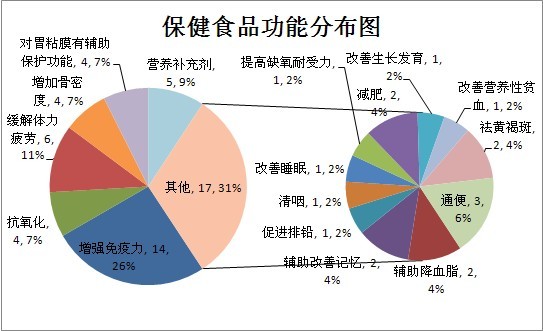 保健食品功能分布图
对胃粘膜有辅助
保护功能, 4, 7%
营养补充剂,
5, 9%
增加骨密
度, 4, 7%
缓解体力
疲劳, 6,
11%
抗氧化,
4, 7%
增强免疫力, 14,
26%
其他, 17, 31%
提高缺氧耐受力,
1, 2%
改善生长发育, 1,
2%
减肥, 2,
4%
改善营养性贫
血, 1, 2%
祛黄褐斑,
2, 4%
改善睡眠, 1, 2%
清咽, 1, 2%
促进排铅, 1, 2%
通便, 3,
6%
辅助改善记忆, 2,
4%
辅助降血脂, 2,
4%